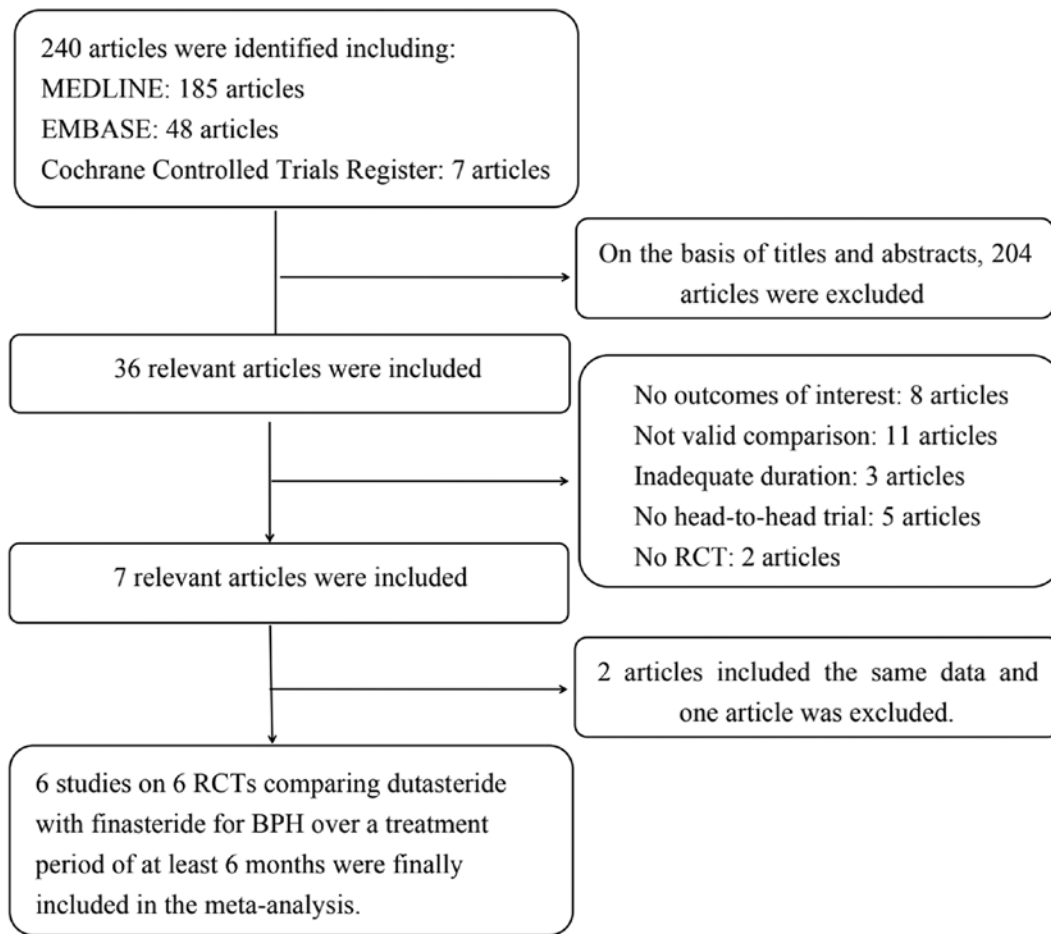 240 articles were identified including:
MEDLINE: 185 articles
EMBASE: 48 articles
Cochrane Controlled Trials Register: 7 articles
On the basis of titles and abstracts, 204
articles were excluded
36 relevant articles were included
No outcomes of interest: 8 articles
Not valid comparison: 11 articles
Inadequate duration: 3 articles
No head-to-head trial: 5 articles
No RCT: 2 articles
7 relevant articles were included
2 articles included the same data and
one article was excluded.
6 studies on 6 RCTs comparing dutasteride
with finasteride for BPH over a treatment
period of at least 6 months were finally
included in the meta-analysis.